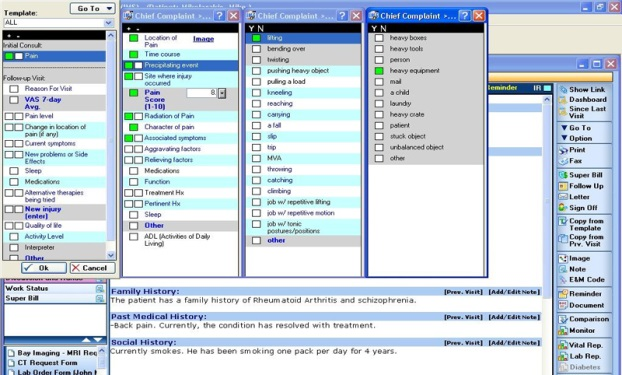 Template:
Go To
ALL
+ -
Initial Consult:
Pain
Follow-up Visit:
Reason For Visit
VAS 7-day
Avg.
Pain level
Change in location of
pain (if any)
Current symptoms
New problems or Side
Effects
Sleep
Medications
Alternative therapies
being tried
New injury
[enter]
Quality of life
Activity Level
Interpreter
Other
Ok
Cancel
Chief Complaint >...
+ -
Location of
Pain
Image
Time course
Precipitating event
Site where injury
occurred
Pain
Score
(1-10)
8
Radiation of Pain
Character of pain
Associated symptoms
Aggravating factors
Relieving factors
Medications
Function
Treatment Hx
Pertinent Hx
Sleep
Other
ADL (Activities of Daily
Living)
Chief Complaint >...
Y N
lifting
bending over
twisting
pushing heavy object
pulling a load
kneeling
reaching
carrying
a fall
slip
trip
MVA
throwing
catching
climbing
job w/ repetitive lifting
job w/ repetitive motion
job w/ tonic
postures/positions
other
Chief Complaint >...
Y N
heavy boxes
heavy tools
person
heavy equipment
mail
a child
laundry
heavy crate
patient
stuck object
unbalanced object
other
Reminder
IR
Show Link
Dashboard
Since Last
Visit
Go To
Option
Print
Fax
Super Bill
Follow Up
Letter
Sign Off
Copy from
Template
Copy from
Prv. Visit
Image
Note
E&M Code
Reminder
Document
Comparison
Monitor
Vital Rep.
Lab Rep.
Diabetes
Work Status
Super Bill
Bay Imaging - MRI Req
CT Request Form
Lab Order Form (John M
Family History:
[Prev. Visit] [Add/Edit Note]
The patient has a family history of Rheumatoid Arthritis and schizophrenia.
Past Medical History:
[Prev. Visit] [Add/Edit Note]
-Back pain. Currently, the condition has resolved with treatment.
Social History:
[Prev. Visit] [Add/Edit Note]
Currently smokes. He has been smoking one pack per day for 4 years.